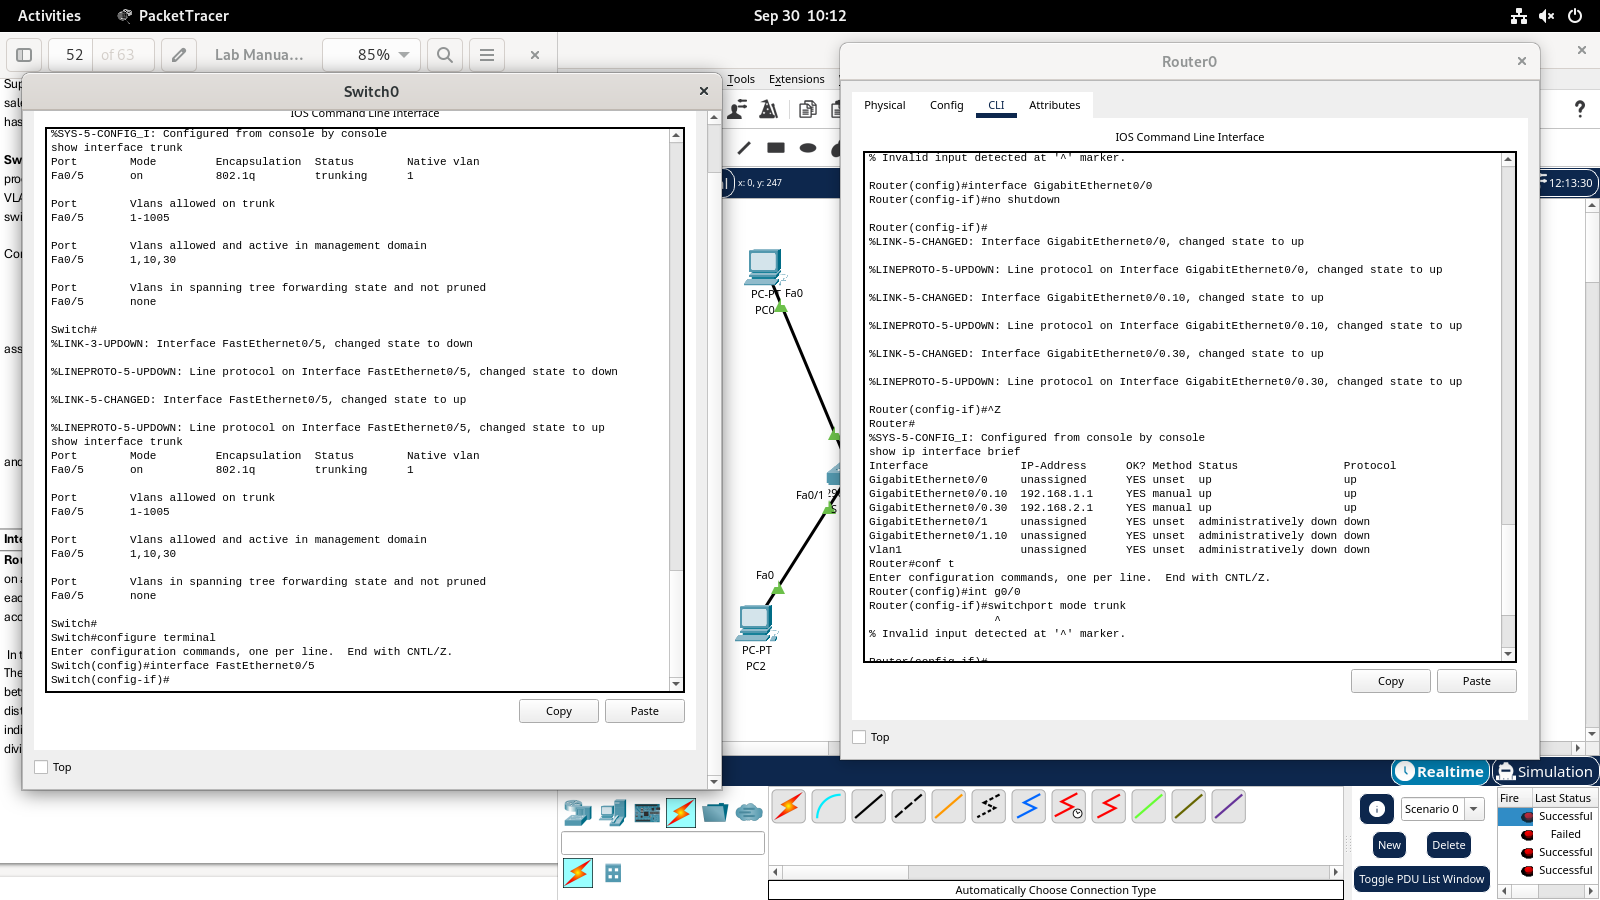 Activities
PacketTracer
Sep 30 10:12
52 of 63
Lab Manua...
85%
Switch0
IOS Command Line Interface
%SYS-5-CONFIG_I: Configured from console by console
show interface trunk
Port Mode Encapsulation Status Native vlan
Fa0/5 on 802.1q trunking 1
Port Vlans allowed on trunk
Fa0/5 1-1005
Port Vlans allowed and active in management domain
Fa0/5 1,10,30
Port Vlans in spanning tree forwarding state and not pruned
Fa0/5 none
Switch#
%LINK-3-UPDOWN: Interface FastEthernet0/5, changed state to down
%LINEPROTO-5-UPDOWN: Line protocol on Interface FastEthernet0/5, changed state to down
%LINK-5-CHANGED: Interface FastEthernet0/5, changed state to up
%LINEPROTO-5-UPDOWN: Line protocol on Interface FastEthernet0/5, changed state to up
show interface trunk
Port Mode Encapsulation Status Native vlan
Fa0/5 on 802.1q trunking 1
Port Vlans allowed on trunk
Fa0/5 1-1005
Port Vlans allowed and active in management domain
Fa0/5 1,10,30
Port Vlans in spanning tree forwarding state and not pruned
Fa0/5 none
Switch#
Switch#configure terminal
Enter configuration commands, one per line. End with CNTL/Z.
Switch(config)#interface FastEthernet0/5
Switch(config-if)#
Copy
Paste
Top
Tools
Extensions
x: 0, y: 247
PC-PT
Fa0
PC0
Fa0/1
Fa0
PC-PT
PC2
Router0
Physical
Config
CLI
Attributes
IOS Command Line Interface
% Invalid input detected at '^' marker.
Router(config)#interface GigabitEthernet0/0
Router(config-if)#no shutdown
Router(config-if)#
%LINK-5-CHANGED: Interface GigabitEthernet0/0, changed state to up
%LINEPROTO-5-UPDOWN: Line protocol on Interface GigabitEthernet0/0, changed state to up
%LINK-5-CHANGED: Interface GigabitEthernet0/0.10, changed state to up
%LINEPROTO-5-UPDOWN: Line protocol on Interface GigabitEthernet0/0.10, changed state to up
%LINK-5-CHANGED: Interface GigabitEthernet0/0.30, changed state to up
%LINEPROTO-5-UPDOWN: Line protocol on Interface GigabitEthernet0/0.30, changed state to up
Router(config-if)#^Z
Router#
%SYS-5-CONFIG_I: Configured from console by console
show ip interface brief
Interface IP-Address OK? Method Status Protocol
GigabitEthernet0/0 unassigned YES unset up up
GigabitEthernet0/0.10 192.168.1.1 YES manual up up
GigabitEthernet0/0.30 192.168.2.1 YES manual up up
GigabitEthernet0/1 unassigned YES unset administratively down down
GigabitEthernet0/1.10 unassigned YES unset administratively down down
Vlan1 unassigned YES unset administratively down down
Router#conf t
Enter configuration commands, one per line. End with CNTL/Z.
Router(config)#int g0/0
Router(config-if)#switchport mode trunk
^
% Invalid input detected at '^' marker.
Router(config-if)#
Copy
Paste
Top
12:13:30
Realtime
Simulation
Scenario 0
New
Delete
Toggle PDU List Window
Fire Last Status
Successful
Failed
Successful
Successful
Automatically Choose Connection Type